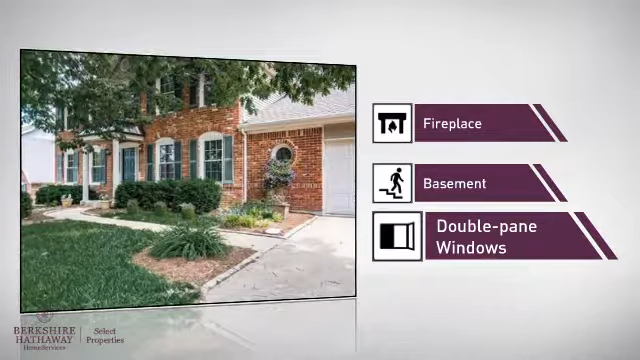 Fireplace
Basement
Double-pane
Windows
BERKSHIRE
HATHAWAY
HomeServices
Select
Properties